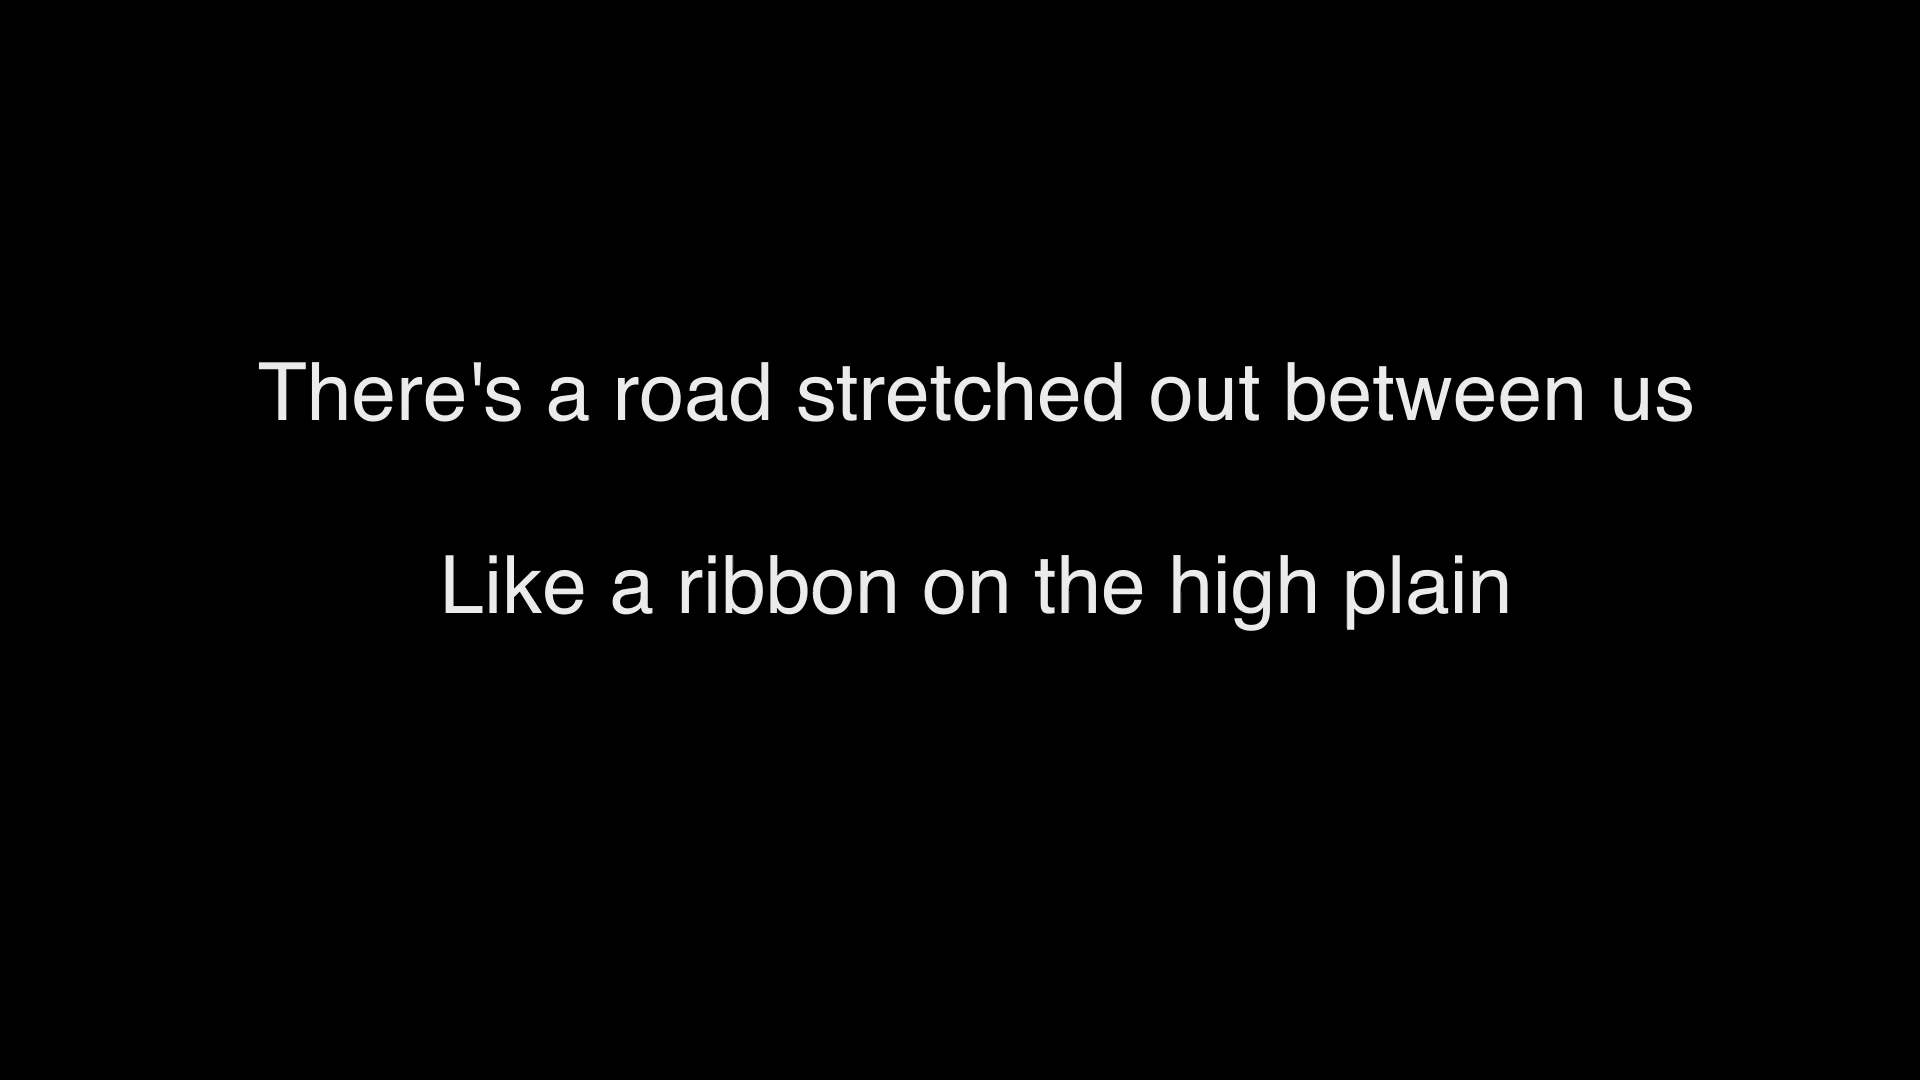 There's a road stretched out between us
Like a ribbon on the high plain